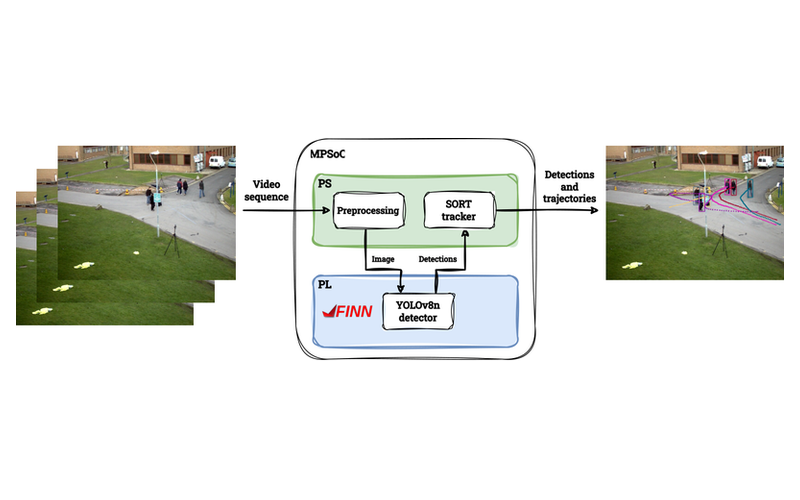 MPSoC
PS
Video
sequence
Preprocessing
SORT
tracker
Detections
and
trajectories
Image
Detections
PL
FINN
YOLOv8n
detector